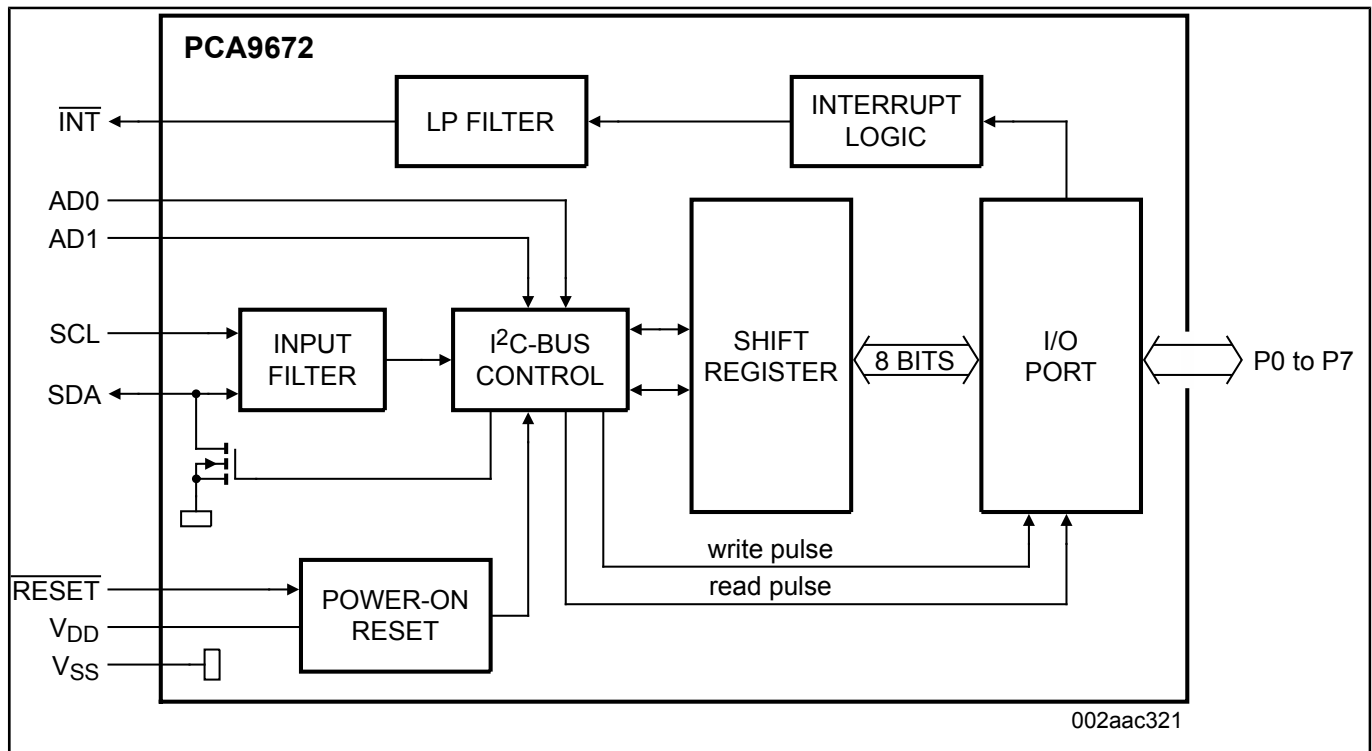 PCA9672
LP FILTER
INTERRUPT
LOGIC
INT
AD0
AD1
SCL
SDA
INPUT
FILTER
I²C-BUS
CONTROL
SHIFT
REGISTER
8 BITS
I/O
PORT
P0 to P7
write pulse
read pulse
RESET
VDD
VSS
POWER-ON
RESET
002aac321